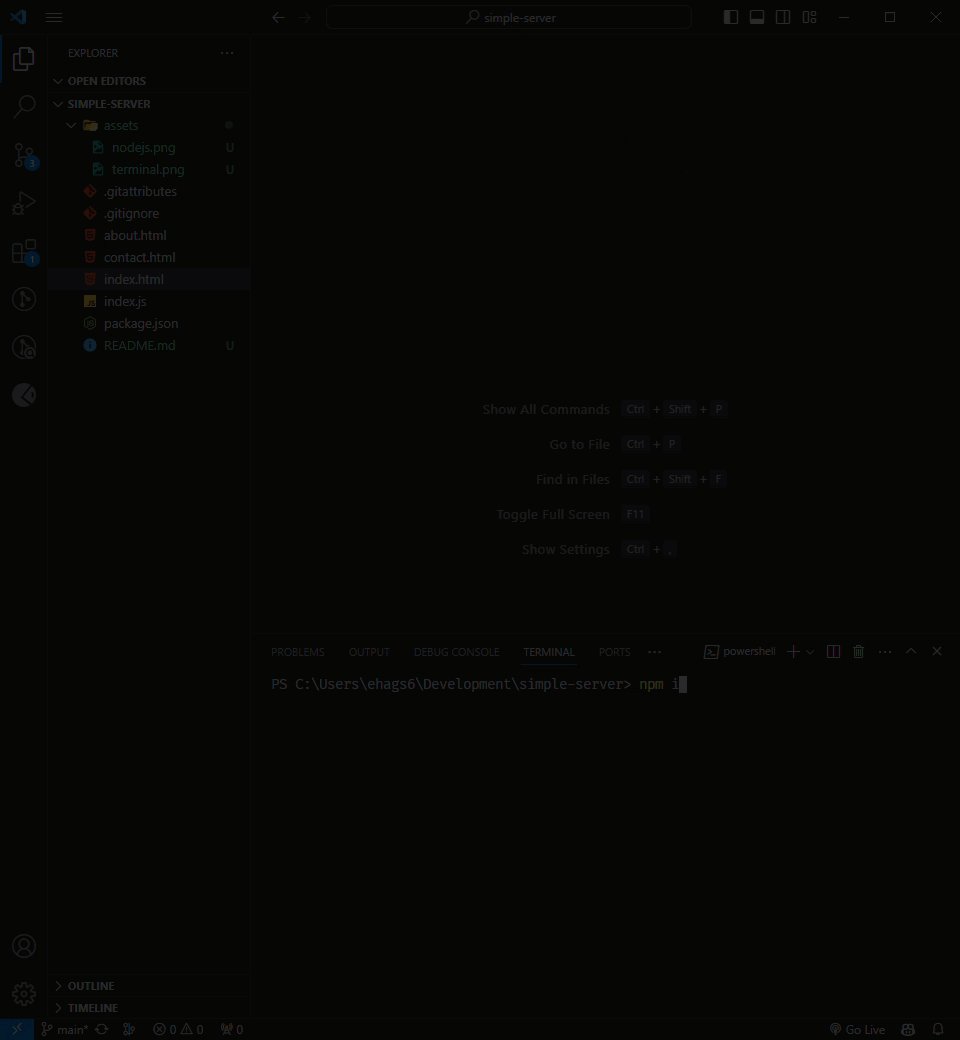 simple-server
EXPLORER
OPEN EDITORS
SIMPLE-SERVER
assets
nodejs.png U
terminal.png U
.gitattributes
.gitignore
about.html
contact.html
index.html
index.js
package.json
README.md U
3
1
Show All Commands Ctrl + Shift + P
Go to File Ctrl + P
Find in Files Ctrl + Shift + F
Toggle Full Screen F11
Show Settings Ctrl + ,
PROBLEMS OUTPUT DEBUG CONSOLE TERMINAL PORTS ... powershell
PS C:\Users\ehags6\Development\simple-server> npm i
OUTLINE
TIMELINE
main* 0 0 0 Go Live